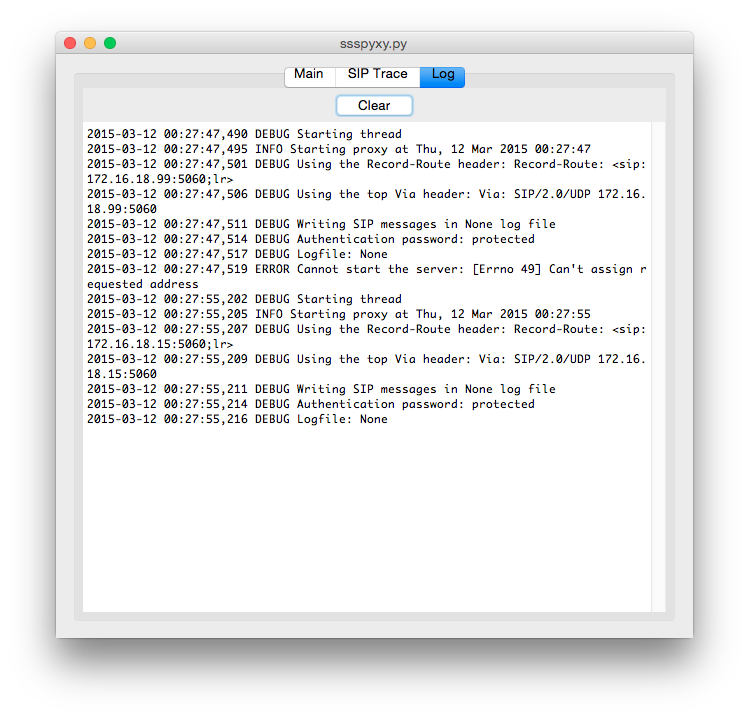 ssspyxy.py
Main SIP Trace Log
Clear
2015-03-12 00:27:47,490 DEBUG Starting thread
2015-03-12 00:27:47,495 INFO Starting proxy at Thu, 12 Mar 2015 00:27:47
2015-03-12 00:27:47,501 DEBUG Using the Record-Route header: Record-Route: <sip:
172.16.18.99:5060;lr>
2015-03-12 00:27:47,506 DEBUG Using the top Via header: Via: SIP/2.0/UDP 172.16.
18.99:5060
2015-03-12 00:27:47,511 DEBUG Writing SIP messages in None log file
2015-03-12 00:27:47,514 DEBUG Authentication password: protected
2015-03-12 00:27:47,517 DEBUG Logfile: None
2015-03-12 00:27:47,519 ERROR Cannot start the server: [Errno 49] Can't assign r
equested address
2015-03-12 00:27:55,202 DEBUG Starting thread
2015-03-12 00:27:55,205 INFO Starting proxy at Thu, 12 Mar 2015 00:27:55
2015-03-12 00:27:55,207 DEBUG Using the Record-Route header: Record-Route: <sip:
172.16.18.15:5060;lr>
2015-03-12 00:27:55,209 DEBUG Using the top Via header: Via: SIP/2.0/UDP 172.16.
18.15:5060
2015-03-12 00:27:55,211 DEBUG Writing SIP messages in None log file
2015-03-12 00:27:55,214 DEBUG Authentication password: protected
2015-03-12 00:27:55,216 DEBUG Logfile: None